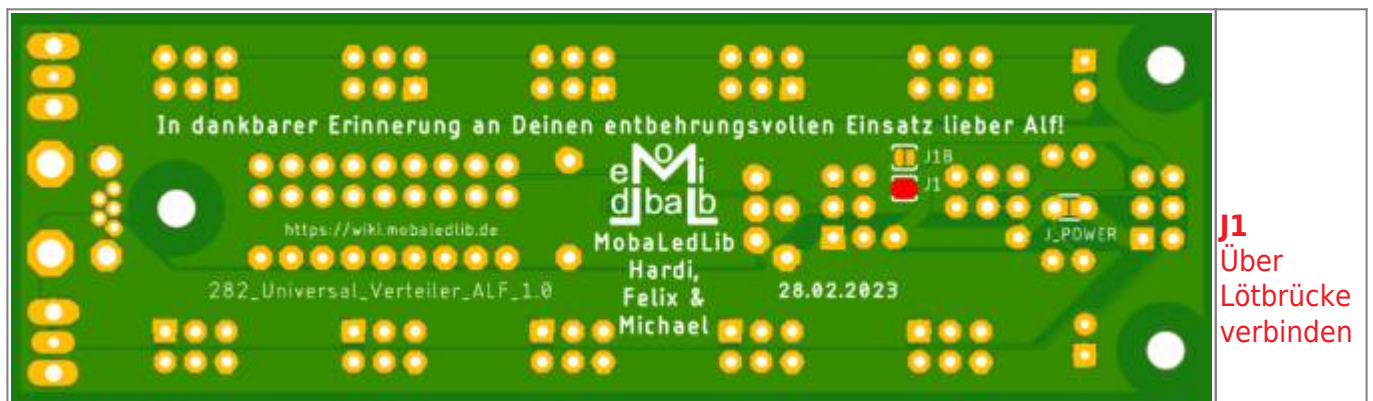 In dankbarer Erinnerung an Deinen entbehrungsvollen Einsatz lieber Alf!
J1B
J1
J_POWER
MobaLedLib
https://wiki.mobaledlib.de
MobaLedLib
Hardi,
Felix &
Michael
282_Universal_Verteiler_ALF_1.0
28.02.2023
J1
Über
Lötbrücke
verbinden